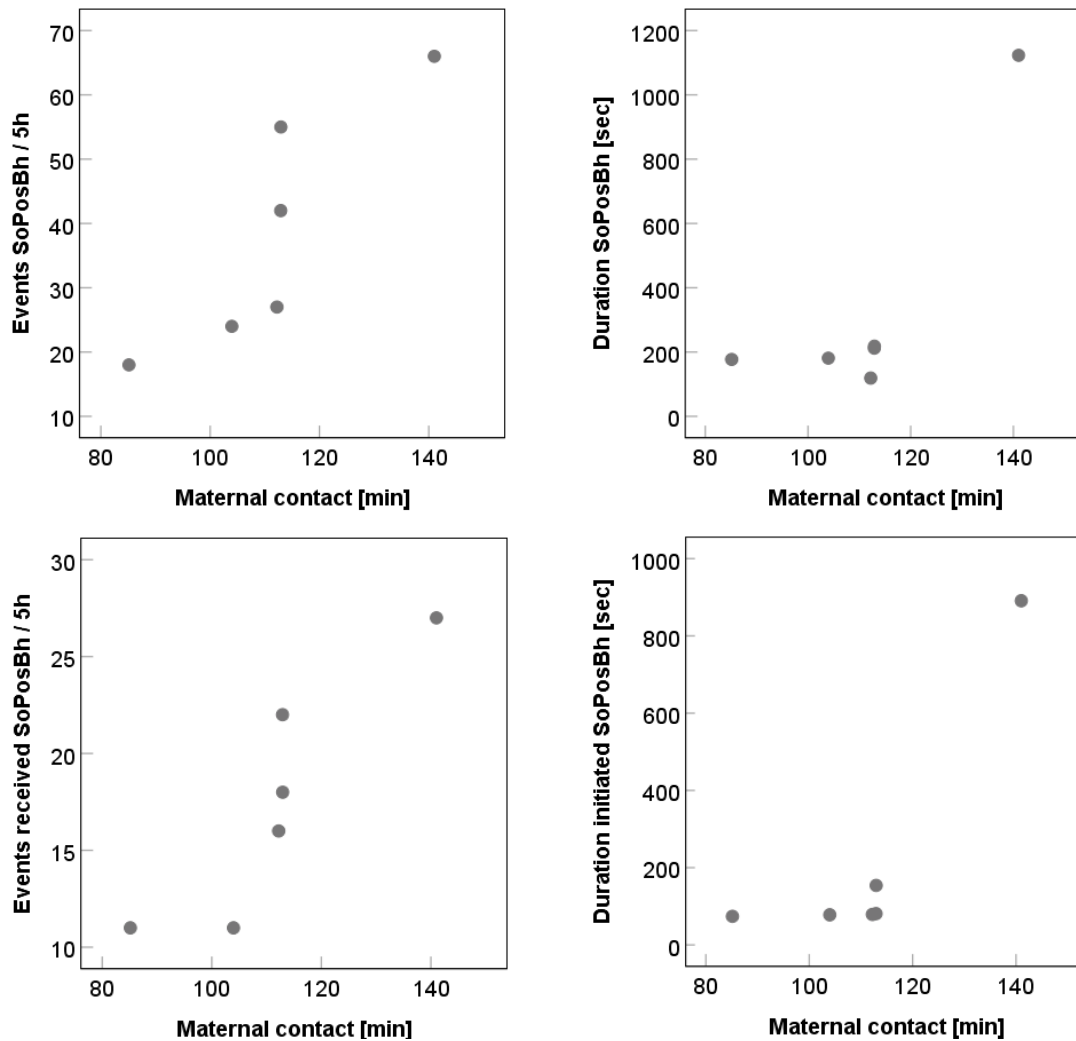 Events SoPosBh / 5h
70
60
50
40
30
20
10
80 100 120 140
Maternal contact [min]
Duration SoPosBh [sec]
1200
1000
800
600
400
200
0
80 100 120 140
Maternal contact [min]
Events received SoPosBh / 5h
30
25
20
15
10
80 100 120 140
Maternal contact [min]
Duration initiated SoPosBh [sec]
1000
800
600
400
200
0
80 100 120 140
Maternal contact [min]